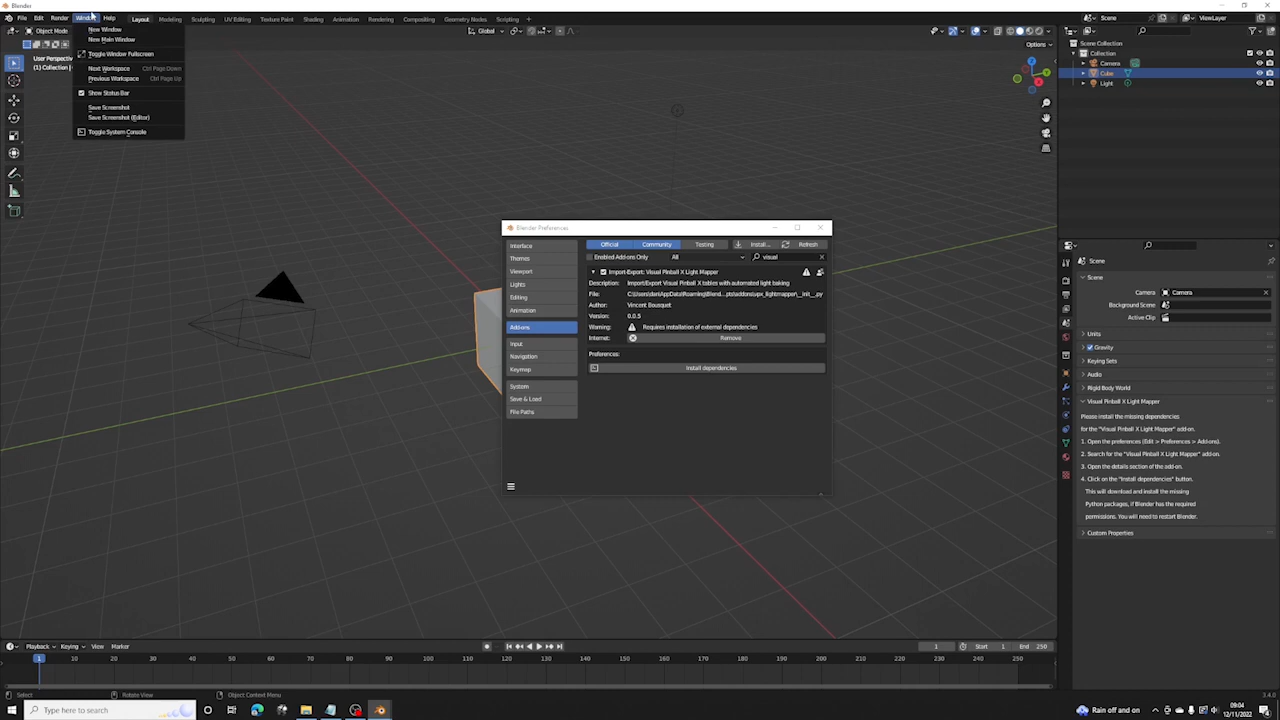 Blender
File Edit Render Window Help Layout Modeling Sculpting UV Editing Texture Paint Shading Animation Rendering Compositing Geometry Nodes Scripting +
Scene
ViewLayer
Object Mode
Global
Options
User Perspectiv
(1) Collection |
New Window
New Main Window
Toggle Window Fullscreen
Next Workspace Ctrl Page Down
Previous Workspace Ctrl Page Up
Show Status Bar
Save Screenshot
Save Screenshot (Editor)
Toggle System Console
Scene Collection
Collection
Camera
Cube
Light
Z
Y
X
Blender Preferences
Interface
Themes
Viewport
Lights
Editing
Animation
Add-ons
Input
Navigation
Keymap
System
Save & Load
File Paths
Official Community Testing Install... Refresh
Enabled Add-ons Only All visual
Import-Export: Visual Pinball X Light Mapper
Description: Import/Export Visual Pinball X tables with automated light baking
File: C:\Users\den\AppData\Roaming\Blend...pts\addons\vpx_lightmapper\__init__.py
Author: Vincent Bousquet
Version: 0.0.5
Warning: Requires installation of external dependencies
Internet: Remove
Preferences:
Install dependencies
Scene
Scene
Camera Camera
Background Scene
Active Clip
Units
Gravity
Keying Sets
Audio
Rigid Body World
Visual Pinball X Light Mapper
Please install the missing dependencies
for the "Visual Pinball X Light Mapper" add-on.
1. Open the preferences (Edit > Preferences > Add-ons).
2. Search for the "Visual Pinball X Light Mapper" add-on.
3. Open the details section of the add-on.
4. Click on the "Install dependencies" button.
This will download and install the missing
Python packages, if Blender has the required
permissions. You will need to restart Blender.
Custom Properties
Playback Keying View Marker
1 Start 1 End 250
1 10 20 30 40 50 60 70 80 90 100 110 120 130 140 150 160 170 180 190 200 210 220 230 240 250
Select Rotate View Object Context Menu
3.4.0
Type here to search
Rain off and on
09:04
12/11/2022